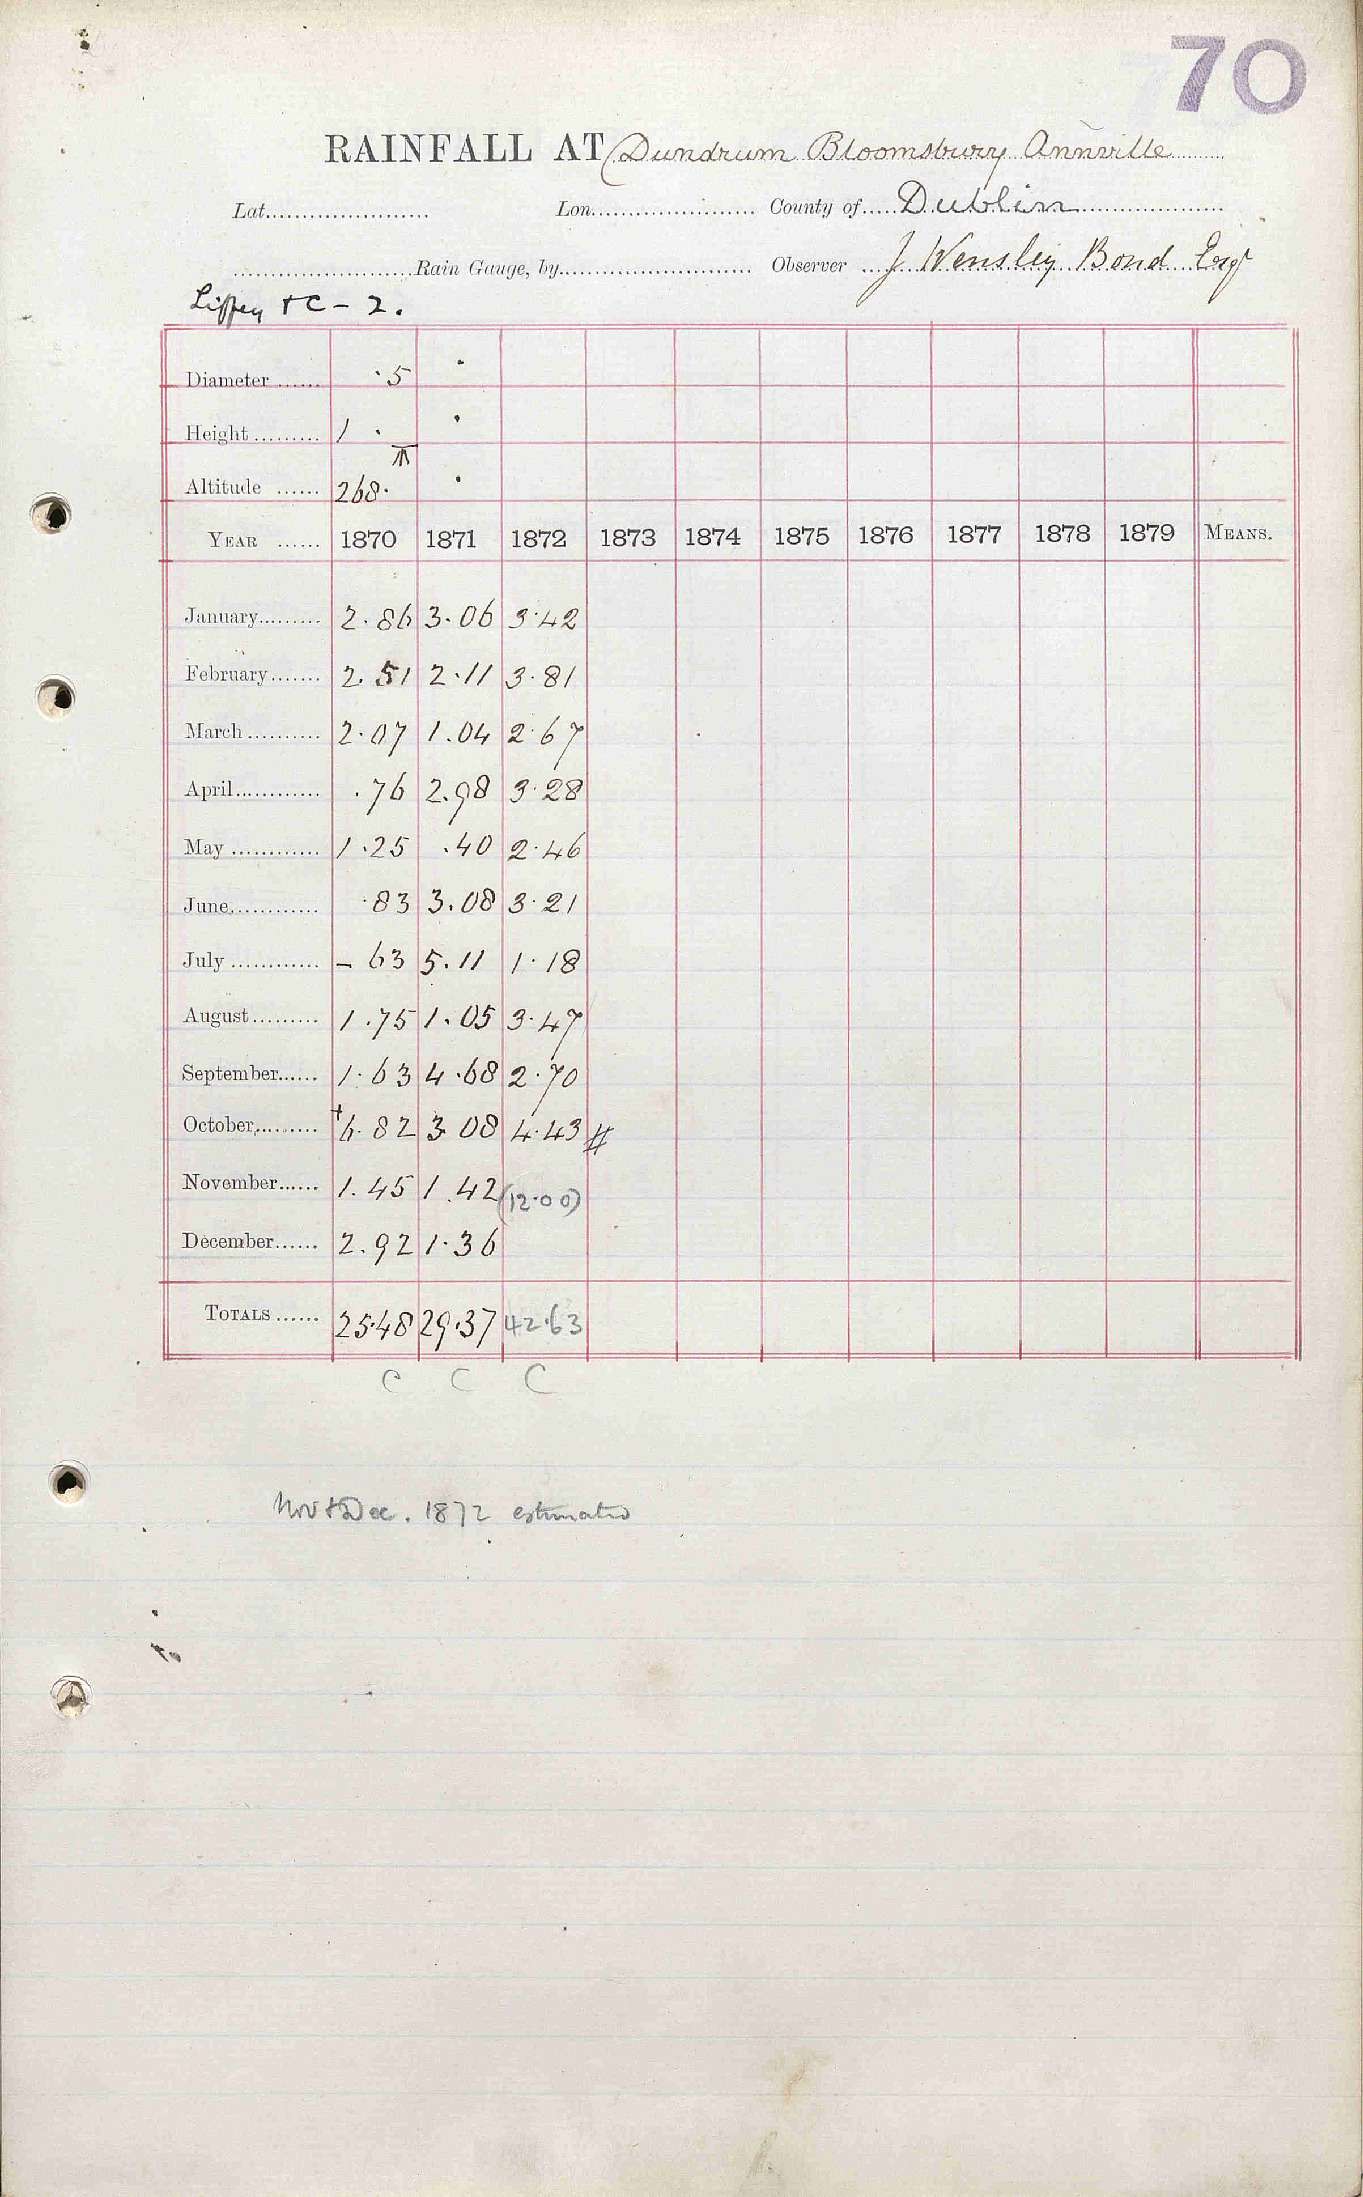 70
RAINFALL AT Dundrum Bloomsbury Annville
Lat. Lon. County of Dublin
Rain Gauge, by Observer J Wensley Bond Esqr
Liffey + C - 2.
Diameter ...... ·5 ·
Height ......... 1 · ·
Altitude ...... 268· ·
YEAR ...... 1870 1871 1872 1873 1874 1875 1876 1877 1878 1879 MEANS.
January ......... 2.86 3.06 3.42
February ....... 2.51 2.11 3.81
March .......... 2.07 1.04 2.67
April ............ .76 2.98 3.28
May ............ 1.25 .40 2.46
June ............ .83 3.08 3.21
July ............ - 63 5.11 1.18
August ......... 1.75 1.05 3.47
September ...... 1.63 4.68 2.70
October ......... +6.82 3 08 4.43 #
November ...... 1.45 1.42 (12.00)
December ...... 2.92 1.36
TOTALS ...... 25.48 29.37 42.63
C C C
Nov & Dec. 1872 estimated